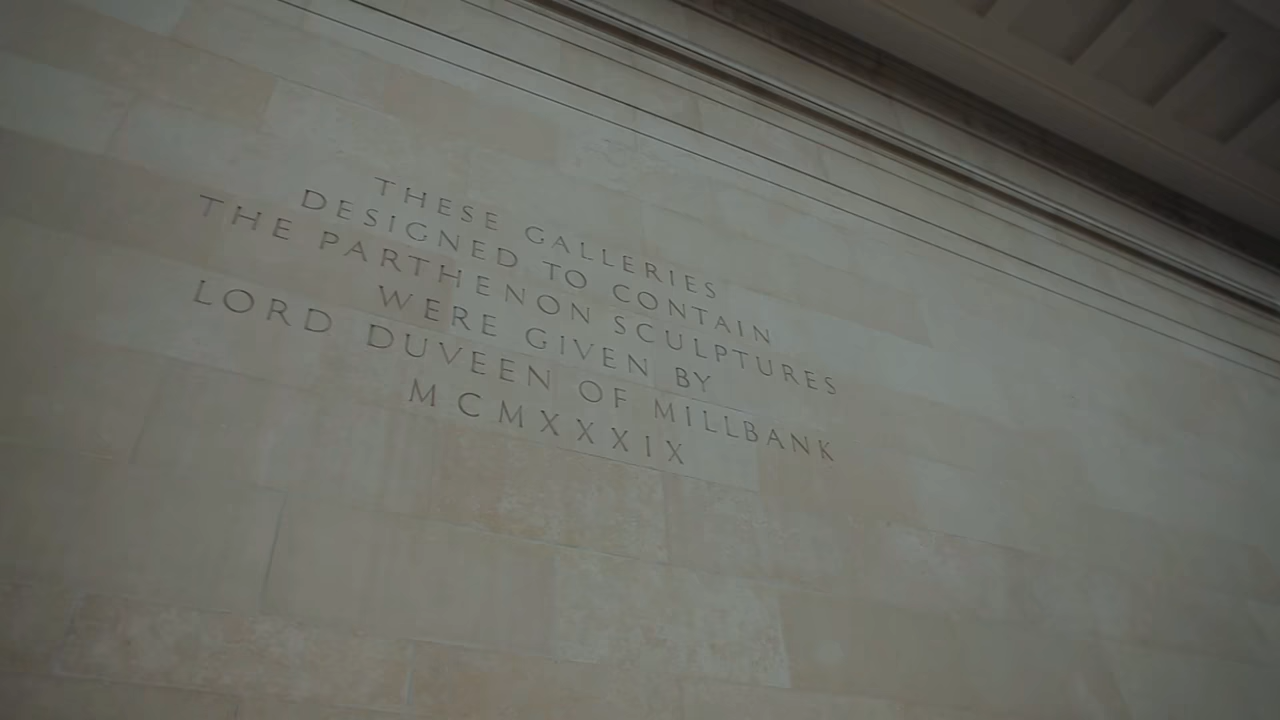 THESE GALLERIES
DESIGNED TO CONTAIN
THE PARTHENON SCULPTURES
WERE GIVEN BY
LORD DUVEEN OF MILLBANK
MCMXXXIX